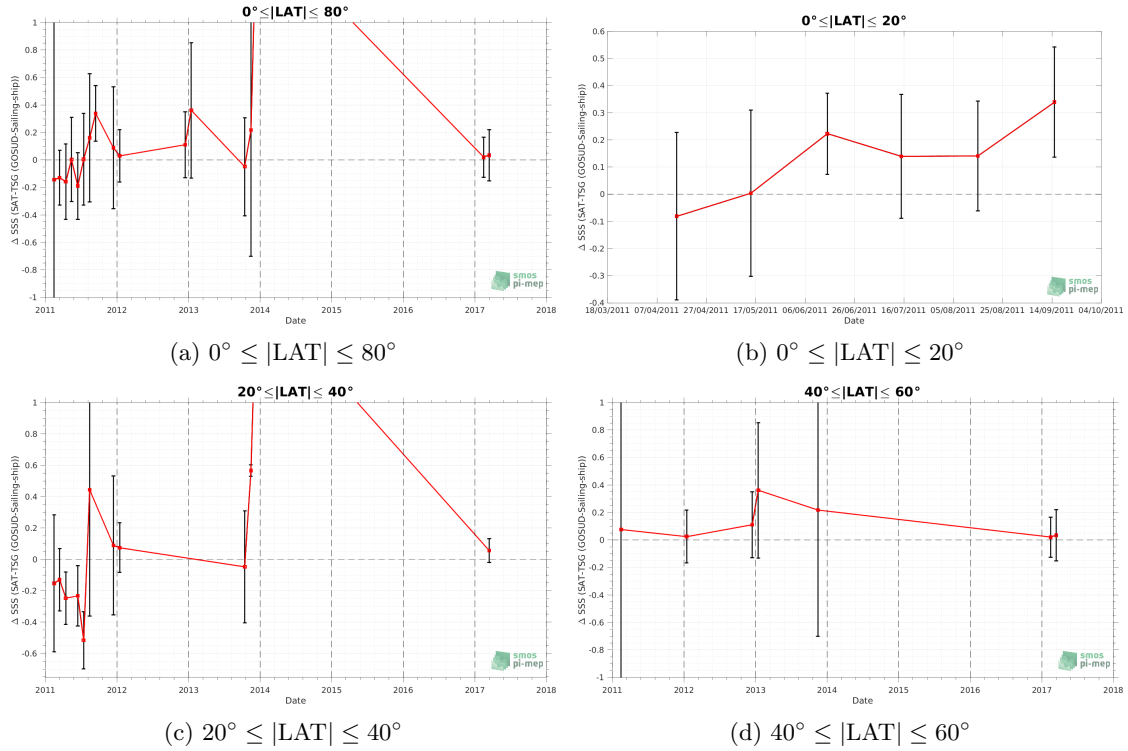 0°≤|LAT|≤ 80°
Δ SSS (SAT-TSG (GOSUD-Sailing-ship))
1
0.8
0.6
0.4
0.2
0
-0.2
-0.4
-0.6
-0.8
-1
2011 2012 2013 2014 2015 2016 2017 2018
Date
smos
pi-mep
(a) 0° ≤ |LAT| ≤ 80°
0°≤|LAT|≤ 20°
Δ SSS (SAT-TSG (GOSUD-Sailing-ship))
0.6
0.5
0.4
0.3
0.2
0.1
0
-0.1
-0.2
-0.3
-0.4
18/03/2011 07/04/2011 27/04/2011 17/05/2011 06/06/2011 26/06/2011 16/07/2011 05/08/2011 25/08/2011 14/09/2011 04/10/2011
Date
smos
pi-mep
(b) 0° ≤ |LAT| ≤ 20°
20°≤|LAT|≤ 40°
Δ SSS (SAT-TSG (GOSUD-Sailing-ship))
1
0.8
0.6
0.4
0.2
0
-0.2
-0.4
-0.6
2011 2012 2013 2014 2015 2016 2017 2018
Date
smos
pi-mep
(c) 20° ≤ |LAT| ≤ 40°
40°≤|LAT|≤ 60°
Δ SSS (SAT-TSG (GOSUD-Sailing-ship))
1
0.8
0.6
0.4
0.2
0
-0.2
-0.4
-0.6
-0.8
-1
2011 2012 2013 2014 2015 2016 2017 2018
Date
smos
pi-mep
(d) 40° ≤ |LAT| ≤ 60°